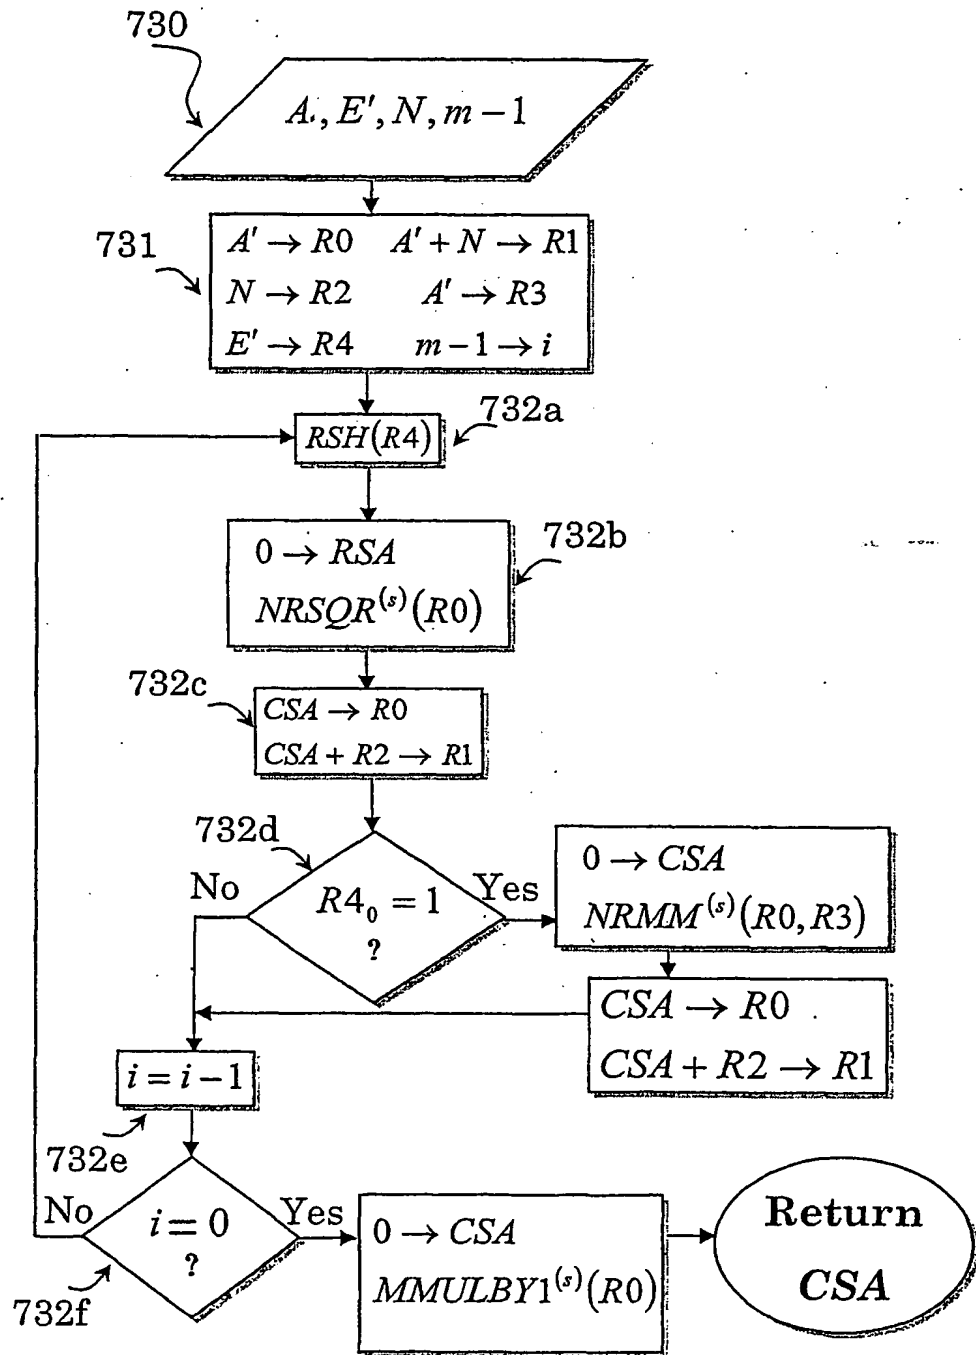 730
A., E', N, m − 1
731
A' → R0 A' + N → R1
N → R2 A' → R3
E' → R4 m − 1 → i
732a
RSH(R4)
732b
0 → RSA
NRSQR^(s)(R0)
732c
CSA → R0
CSA + R2 → R1
732d
No
R4₀ = 1
?
Yes
0 → CSA
NRMM^(s)(R0, R3)
CSA → R0
CSA + R2 → R1
i = i − 1
732e
No
i = 0
?
Yes
732f
0 → CSA
MMULBY1^(s)(R0)
Return
CSA